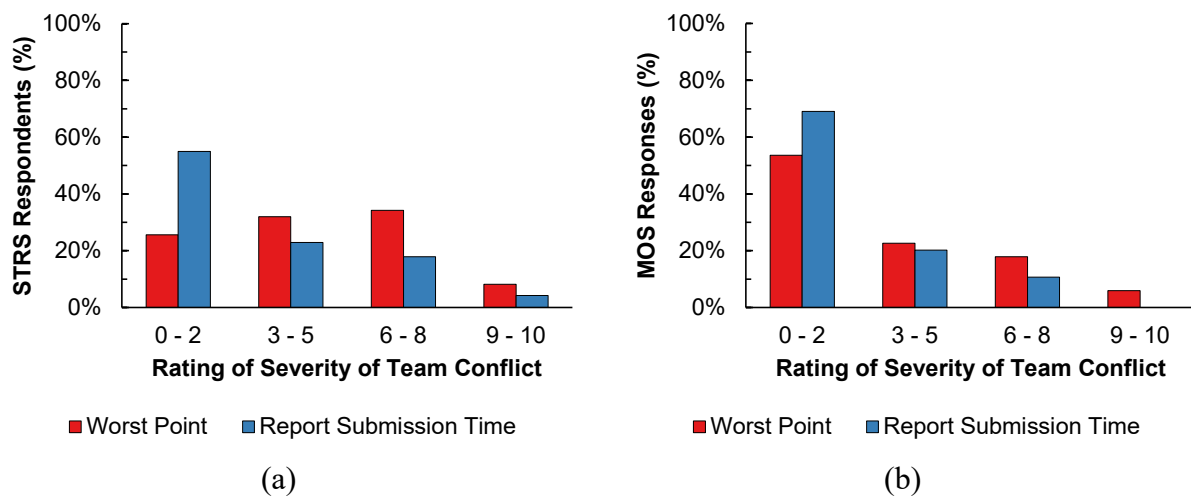 100%
80%
60%
40%
20%
0%
STRS Respondents (%)
0 - 2 3 - 5 6 - 8 9 - 10
Rating of Severity of Team Conflict
Worst Point Report Submission Time
(a)
100%
80%
60%
40%
20%
0%
MOS Responses (%)
0 - 2 3 - 5 6 - 8 9 - 10
Rating of Severity of Team Conflict
Worst Point Report Submission Time
(b)